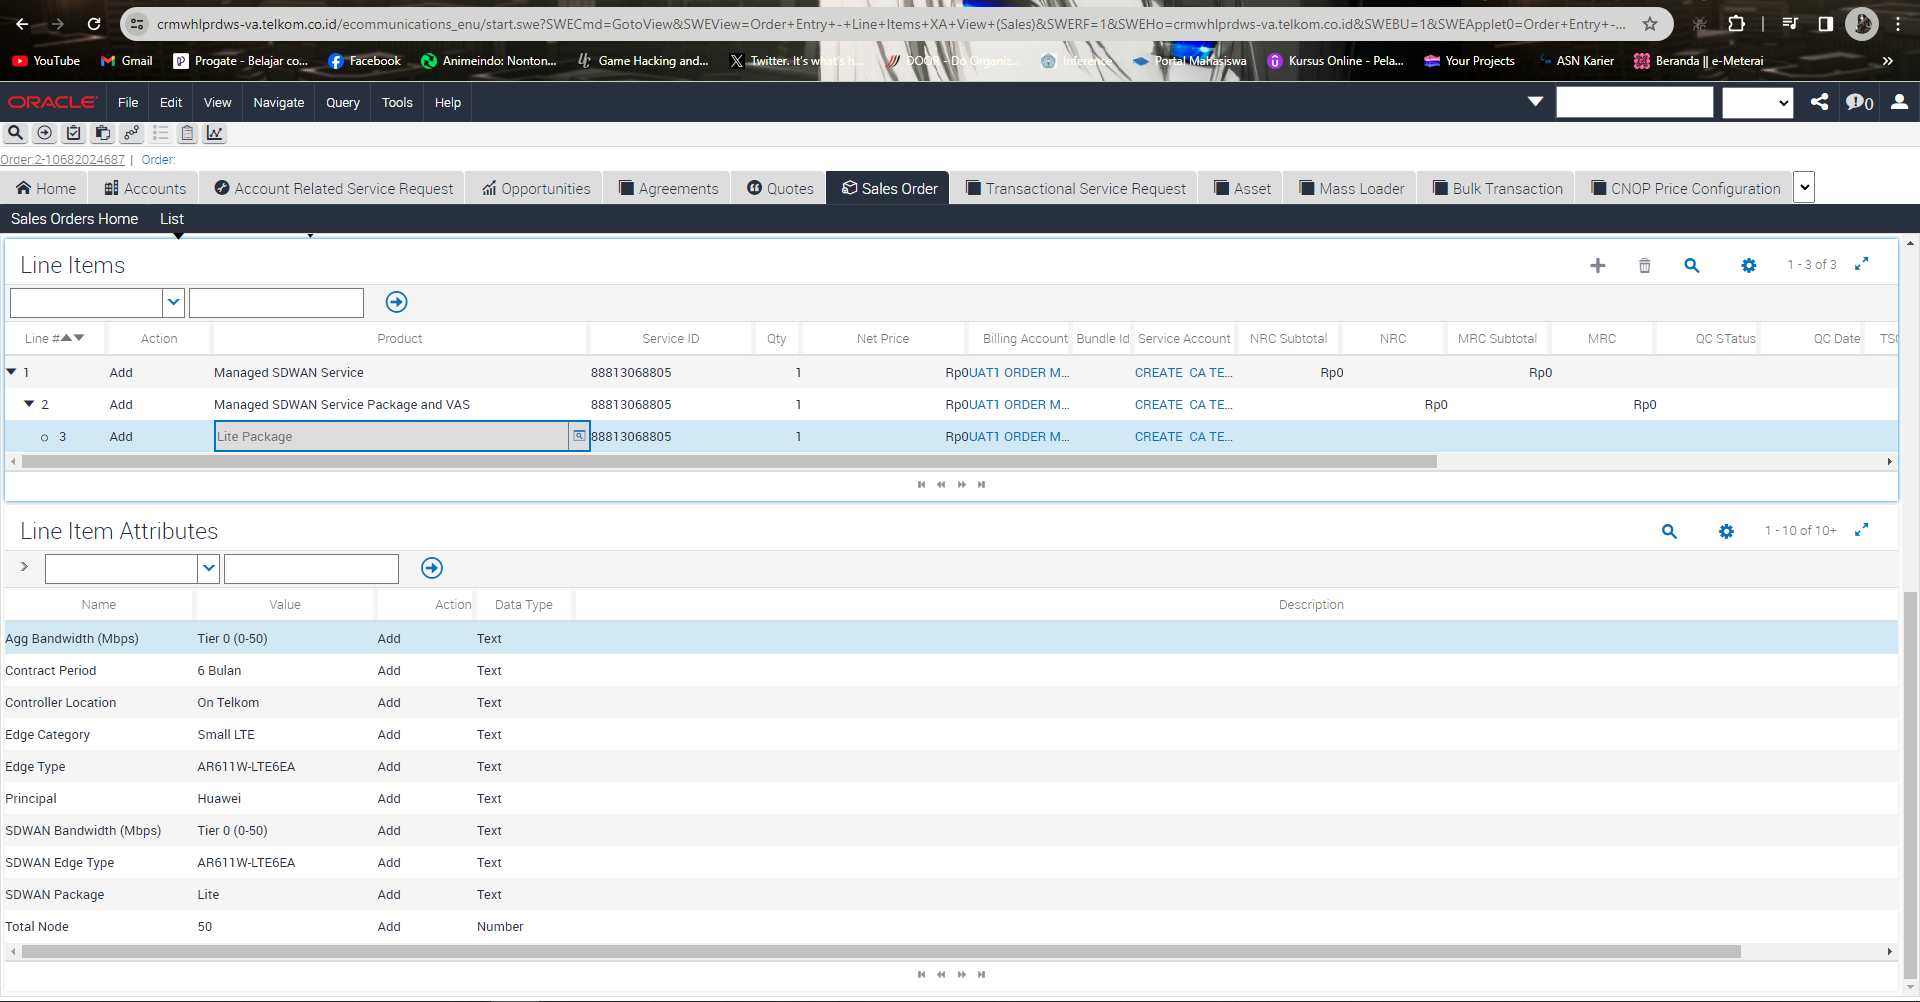 crmwhlprdws-va.telkom.co.id/ecommunications_enu/start.swe?SWECmd=GotoView&SWEView=Order+Entry+-+Line+Items+XA+View+(Sales)&SWERF=1&SWEHo=crmwhlprdws-va.telkom.co.id&SWEBU=1&SWEApplet0=Order+Entry+-...
YouTube Gmail Progate - Belajar co... Facebook Animeindo: Nonton... Game Hacking and... Twitter. It's what's h... DOOR - Do Organiz... Inference Portal Mahasiswa Kursus Online - Pela... Your Projects ASN Karier Beranda || e-Meterai »
ORACLE File Edit View Navigate Query Tools Help 0
Order:2-10682024687 | Order:
Home Accounts Account Related Service Request Opportunities Agreements Quotes Sales Order Transactional Service Request Asset Mass Loader Bulk Transaction CNOP Price Configuration
Sales Orders Home List
Line Items 1 - 3 of 3
Line # Action Product Service ID Qty Net Price Billing Account Bundle Id Service Account NRC Subtotal NRC MRC Subtotal MRC QC STatus QC Date TSQ
1 Add Managed SDWAN Service 88813068805 1 Rp0 UAT1 ORDER M... CREATE CA TE... Rp0 Rp0
2 Add Managed SDWAN Service Package and VAS 88813068805 1 Rp0 UAT1 ORDER M... CREATE CA TE... Rp0 Rp0
3 Add Lite Package 88813068805 1 Rp0 UAT1 ORDER M... CREATE CA TE...
Line Item Attributes 1 - 10 of 10+
Name Value Action Data Type Description
Agg Bandwidth (Mbps) Tier 0 (0-50) Add Text
Contract Period 6 Bulan Add Text
Controller Location On Telkom Add Text
Edge Category Small LTE Add Text
Edge Type AR611W-LTE6EA Add Text
Principal Huawei Add Text
SDWAN Bandwidth (Mbps) Tier 0 (0-50) Add Text
SDWAN Edge Type AR611W-LTE6EA Add Text
SDWAN Package Lite Add Text
Total Node 50 Add Number